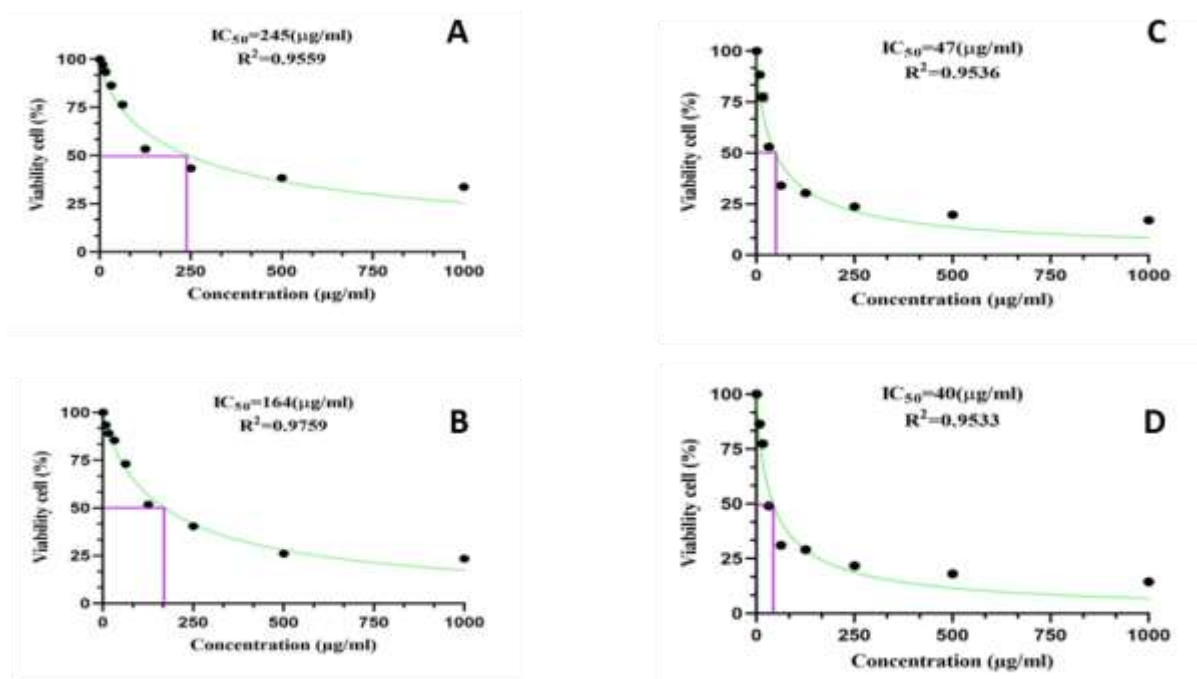 IC₅₀=245(µg/ml)
R²=0.9559
A
Viability cell (%)
100
75
50
25
0
0 250 500 750 1000
Concentration (µg/ml)
IC₅₀=47(µg/ml)
R²=0.9536
C
Viability cell (%)
100
75
50
25
0
0 250 500 750 1000
Concentration (µg/ml)
IC₅₀=164(µg/ml)
R²=0.9759
B
Viability cell (%)
100
75
50
25
0
0 250 500 750 1000
Concentration (µg/ml)
IC₅₀=40(µg/ml)
R²=0.9533
D
Viability cell (%)
100
75
50
25
0
0 250 500 750 1000
Concentration (µg/ml)